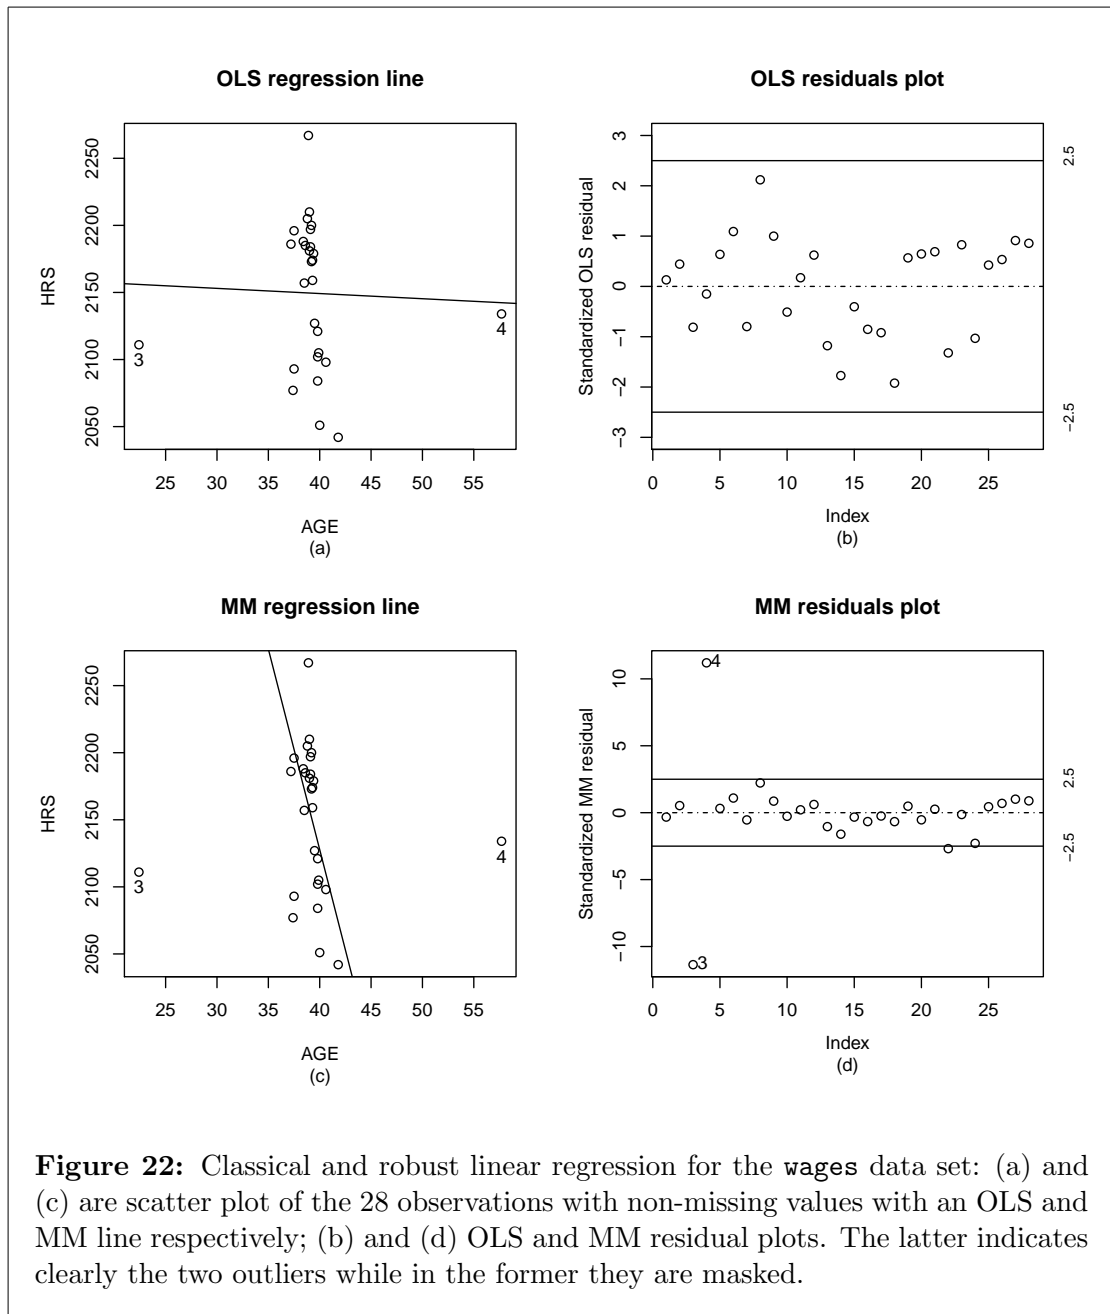 OLS regression line
HRS
2050 2100 2150 2200 2250
3
4
25 30 35 40 45 50 55
AGE
(a)
OLS residuals plot
Standardized OLS residual
−3 −2 −1 0 1 2 3
2.5
−2.5
0 5 10 15 20 25
Index
(b)
MM regression line
HRS
2050 2100 2150 2200 2250
3
4
25 30 35 40 45 50 55
AGE
(c)
MM residuals plot
Standardized MM residual
−10 −5 0 5 10
4
3
2.5
−2.5
0 5 10 15 20 25
Index
(d)
Figure 22: Classical and robust linear regression for the wages data set: (a) and
(c) are scatter plot of the 28 observations with non-missing values with an OLS and
MM line respectively; (b) and (d) OLS and MM residual plots. The latter indicates
clearly the two outliers while in the former they are masked.